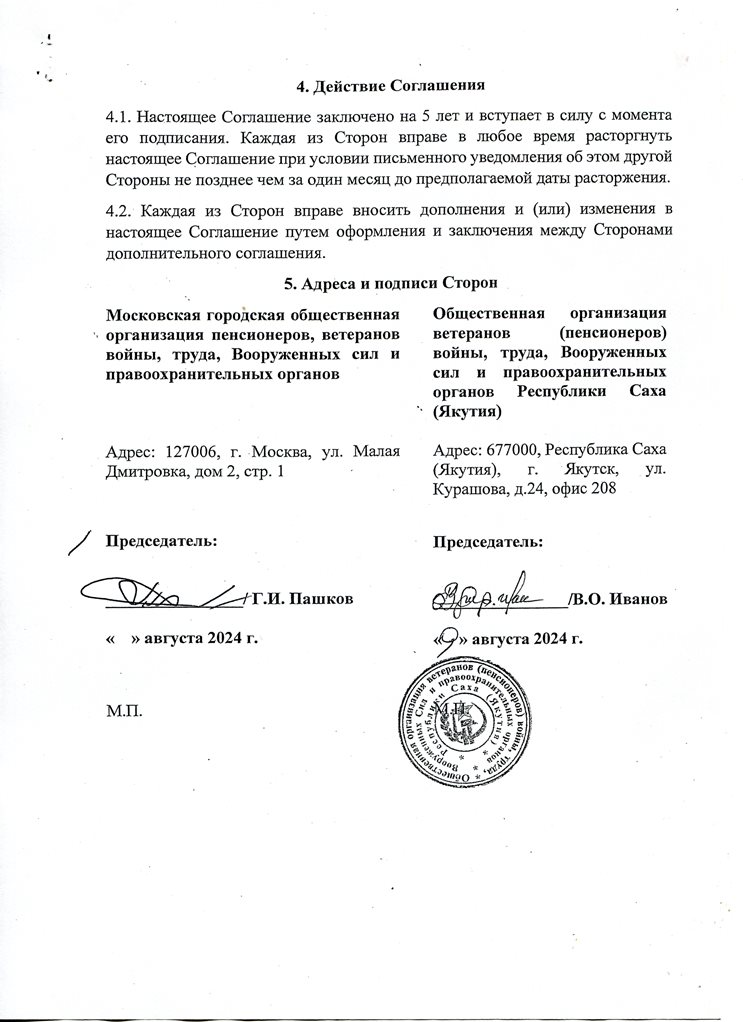 4. Действие Соглашения
4.1. Настоящее Соглашение заключено на 5 лет и вступает в силу с момента
его подписания. Каждая из Сторон вправе в любое время расторгнуть
настоящее Соглашение при условии письменного уведомления об этом другой
Стороны не позднее чем за один месяц до предполагаемой даты расторжения.
4.2. Каждая из Сторон вправе вносить дополнения и (или) изменения в
настоящее Соглашение путем оформления и заключения между Сторонами
дополнительного соглашения.
5. Адреса и подписи Сторон
Московская городская общественная
организация пенсионеров, ветеранов
войны, труда, Вооруженных сил и
правоохранительных органов
Адрес: 127006, г. Москва, ул. Малая
Дмитровка, дом 2, стр. 1
Председатель:
/ Г.И. Пашков
« » августа 2024 г.
М.П.
Общественная организация
ветеранов (пенсионеров)
войны, труда, Вооруженных
сил и правоохранительных
органов Республики Саха
(Якутия)
Адрес: 677000, Республика Саха
(Якутия), г. Якутск, ул.
Курашова, д.24, офис 208
Председатель:
/В.О. Иванов
«9» августа 2024 г.
М.П.
* Общественная организация ветеранов (пенсионеров) войны, труда,
Вооруженных Сил и правоохранительных органов *
Республики Саха (Якутия) *